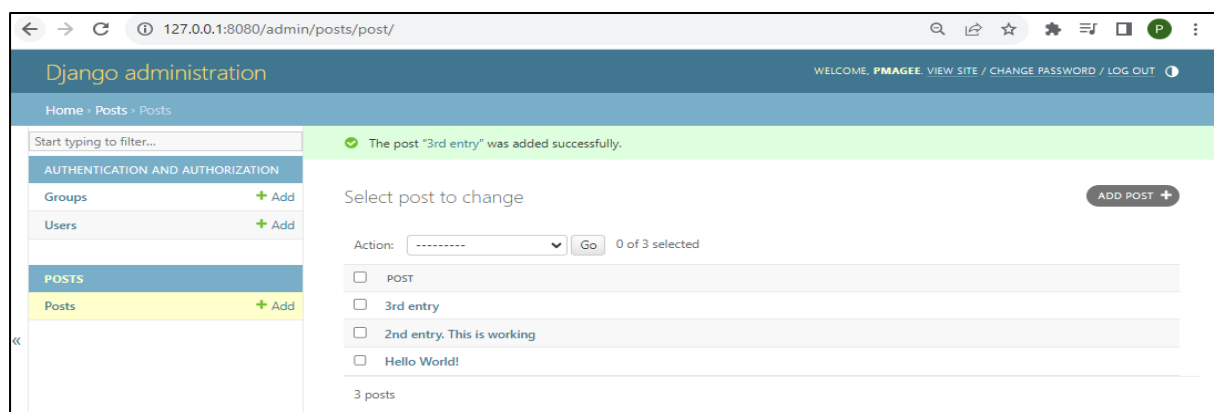 127.0.0.1:8080/admin/posts/post/
P
Django administration
WELCOME, PMAGEE. VIEW SITE / CHANGE PASSWORD / LOG OUT
Home › Posts › Posts
Start typing to filter...
The post "3rd entry" was added successfully.
AUTHENTICATION AND AUTHORIZATION
Groups + Add
Users + Add
POSTS
Posts + Add
«
Select post to change
ADD POST +
Action: --------- Go 0 of 3 selected
POST
3rd entry
2nd entry. This is working
Hello World!
3 posts